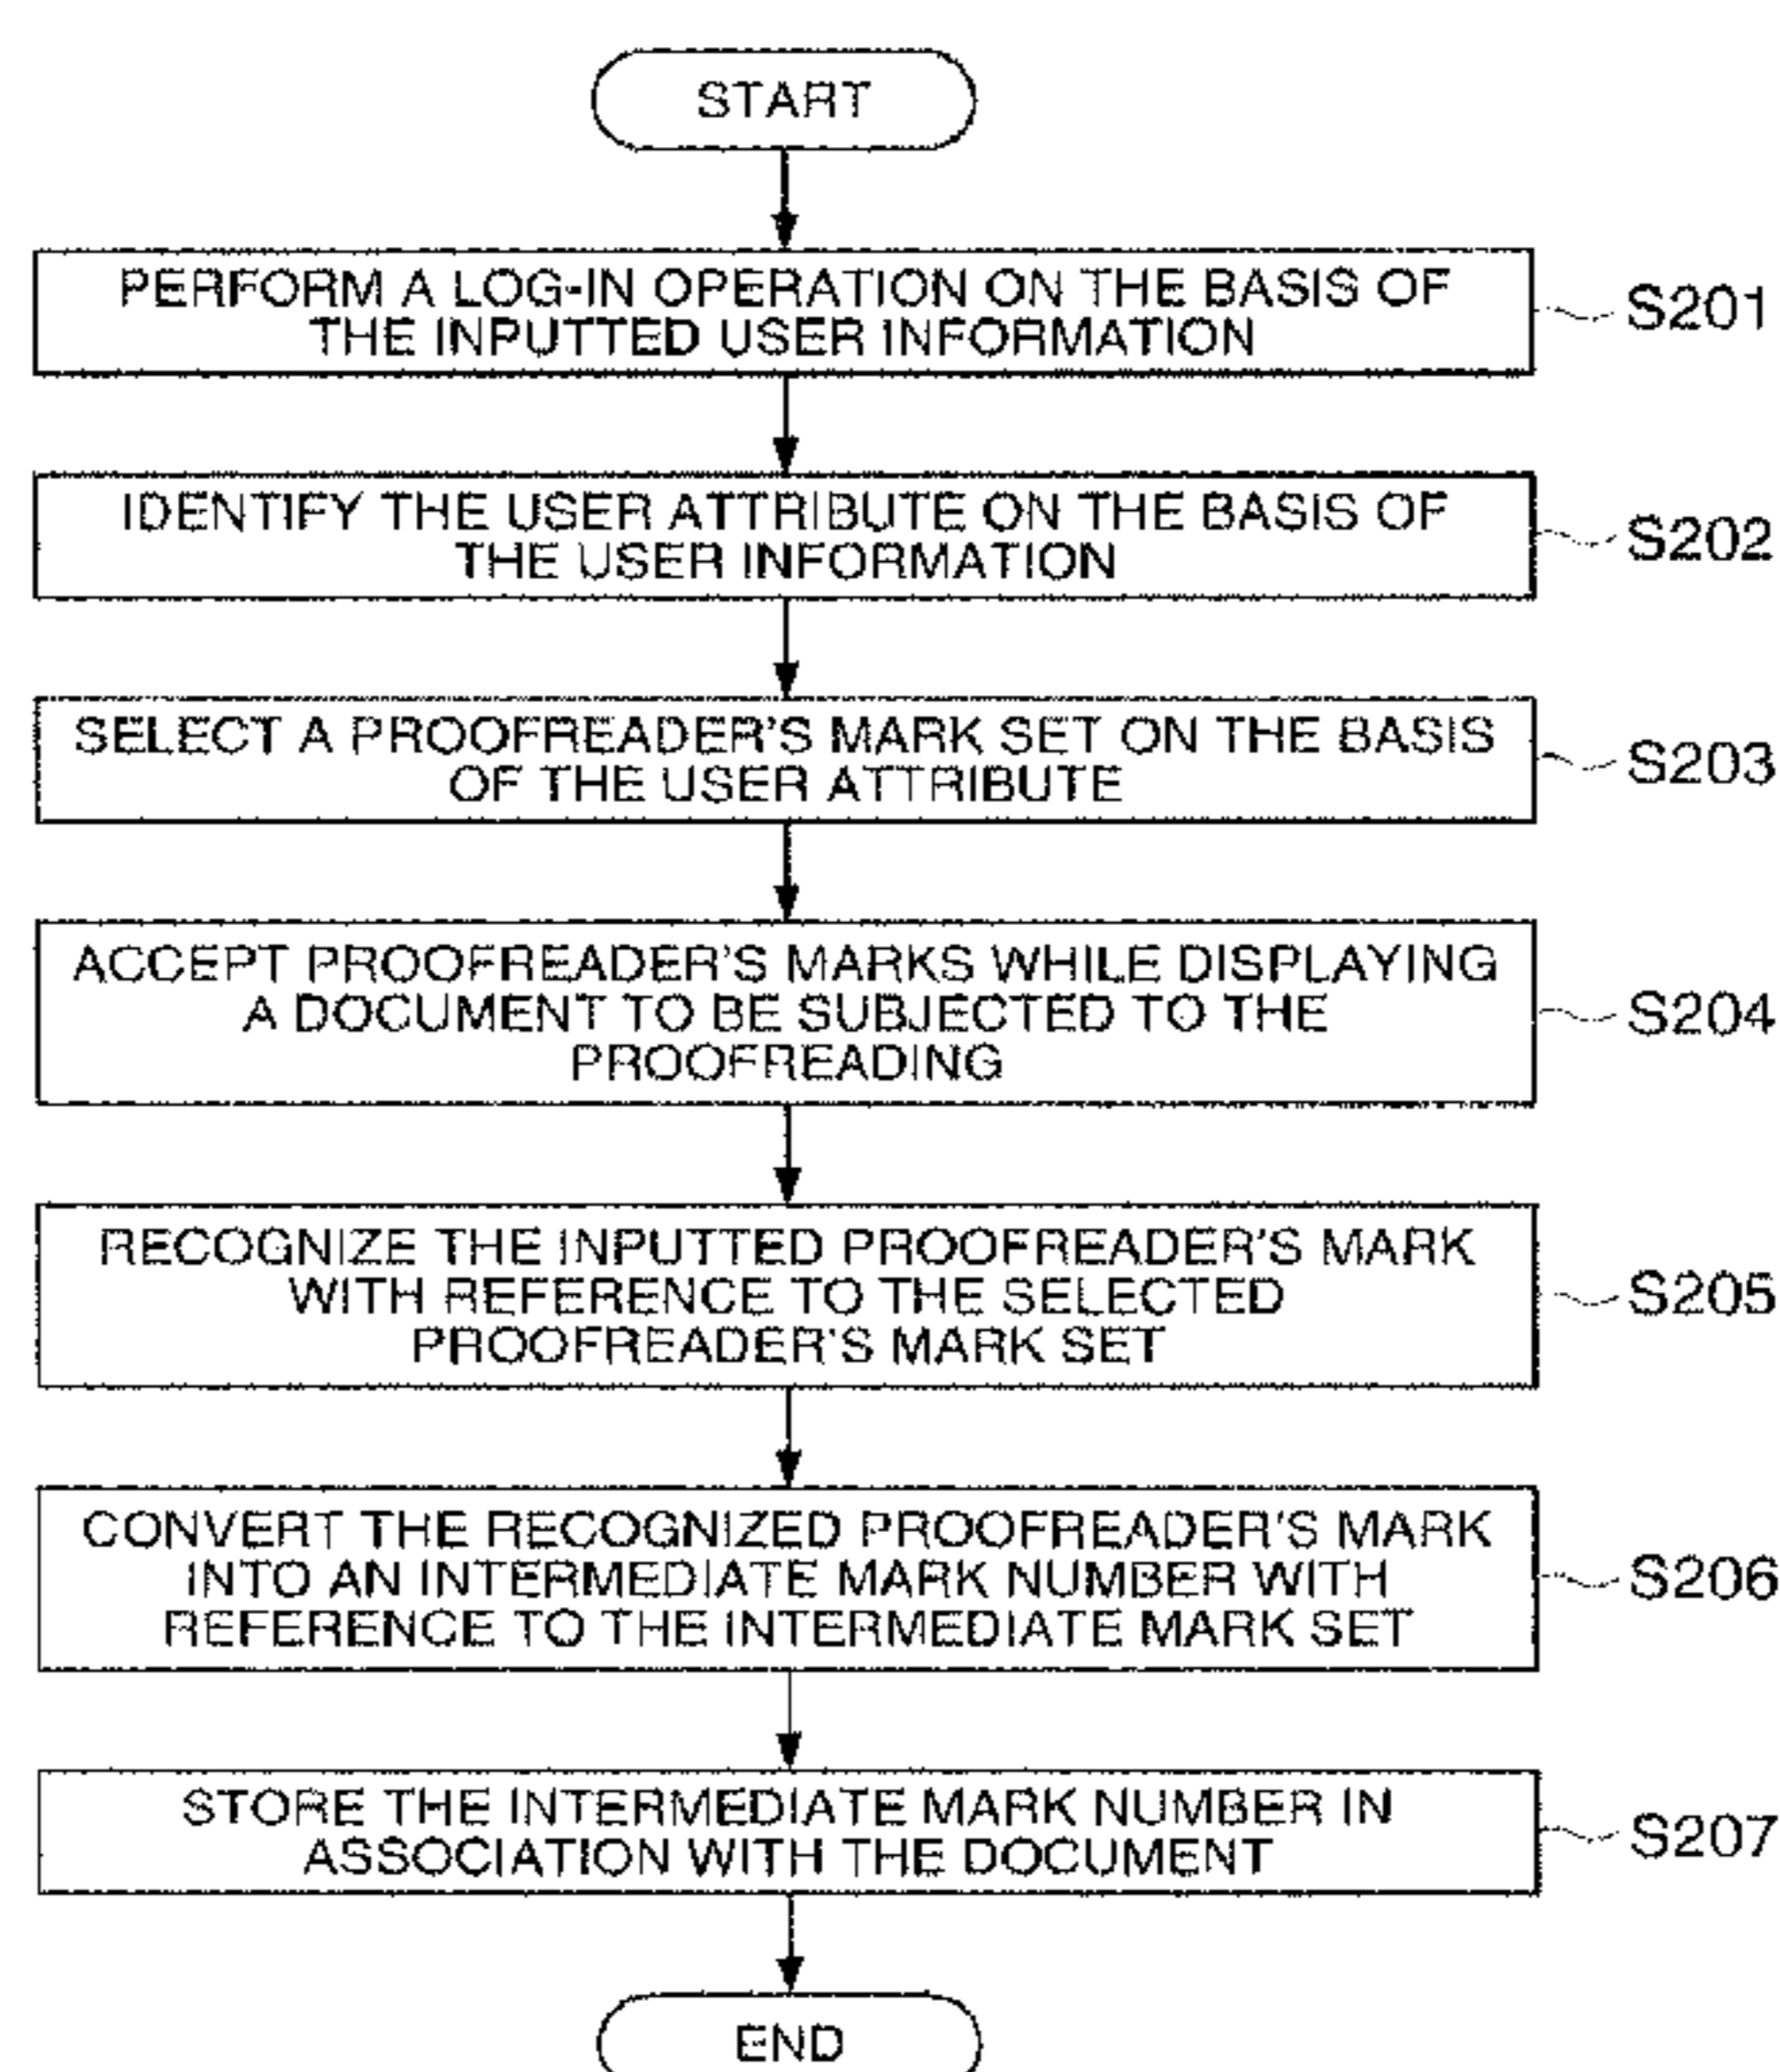 START
PERFORM A LOG-IN OPERATION ON THE BASIS OF
THE INPUTTED USER INFORMATION
S201
IDENTIFY THE USER ATTRIBUTE ON THE BASIS OF
THE USER INFORMATION
S202
SELECT A PROOFREADER'S MARK SET ON THE BASIS
OF THE USER ATTRIBUTE
S203
ACCEPT PROOFREADER'S MARKS WHILE DISPLAYING
A DOCUMENT TO BE SUBJECTED TO THE
PROOFREADING
S204
RECOGNIZE THE INPUTTED PROOFREADER'S MARK
WITH REFERENCE TO THE SELECTED
PROOFREADER'S MARK SET
S205
CONVERT THE RECOGNIZED PROOFREADER'S MARK
INTO AN INTERMEDIATE MARK NUMBER WITH
REFERENCE TO THE INTERMEDIATE MARK SET
S206
STORE THE INTERMEDIATE MARK NUMBER IN
ASSOCIATION WITH THE DOCUMENT
S207
END